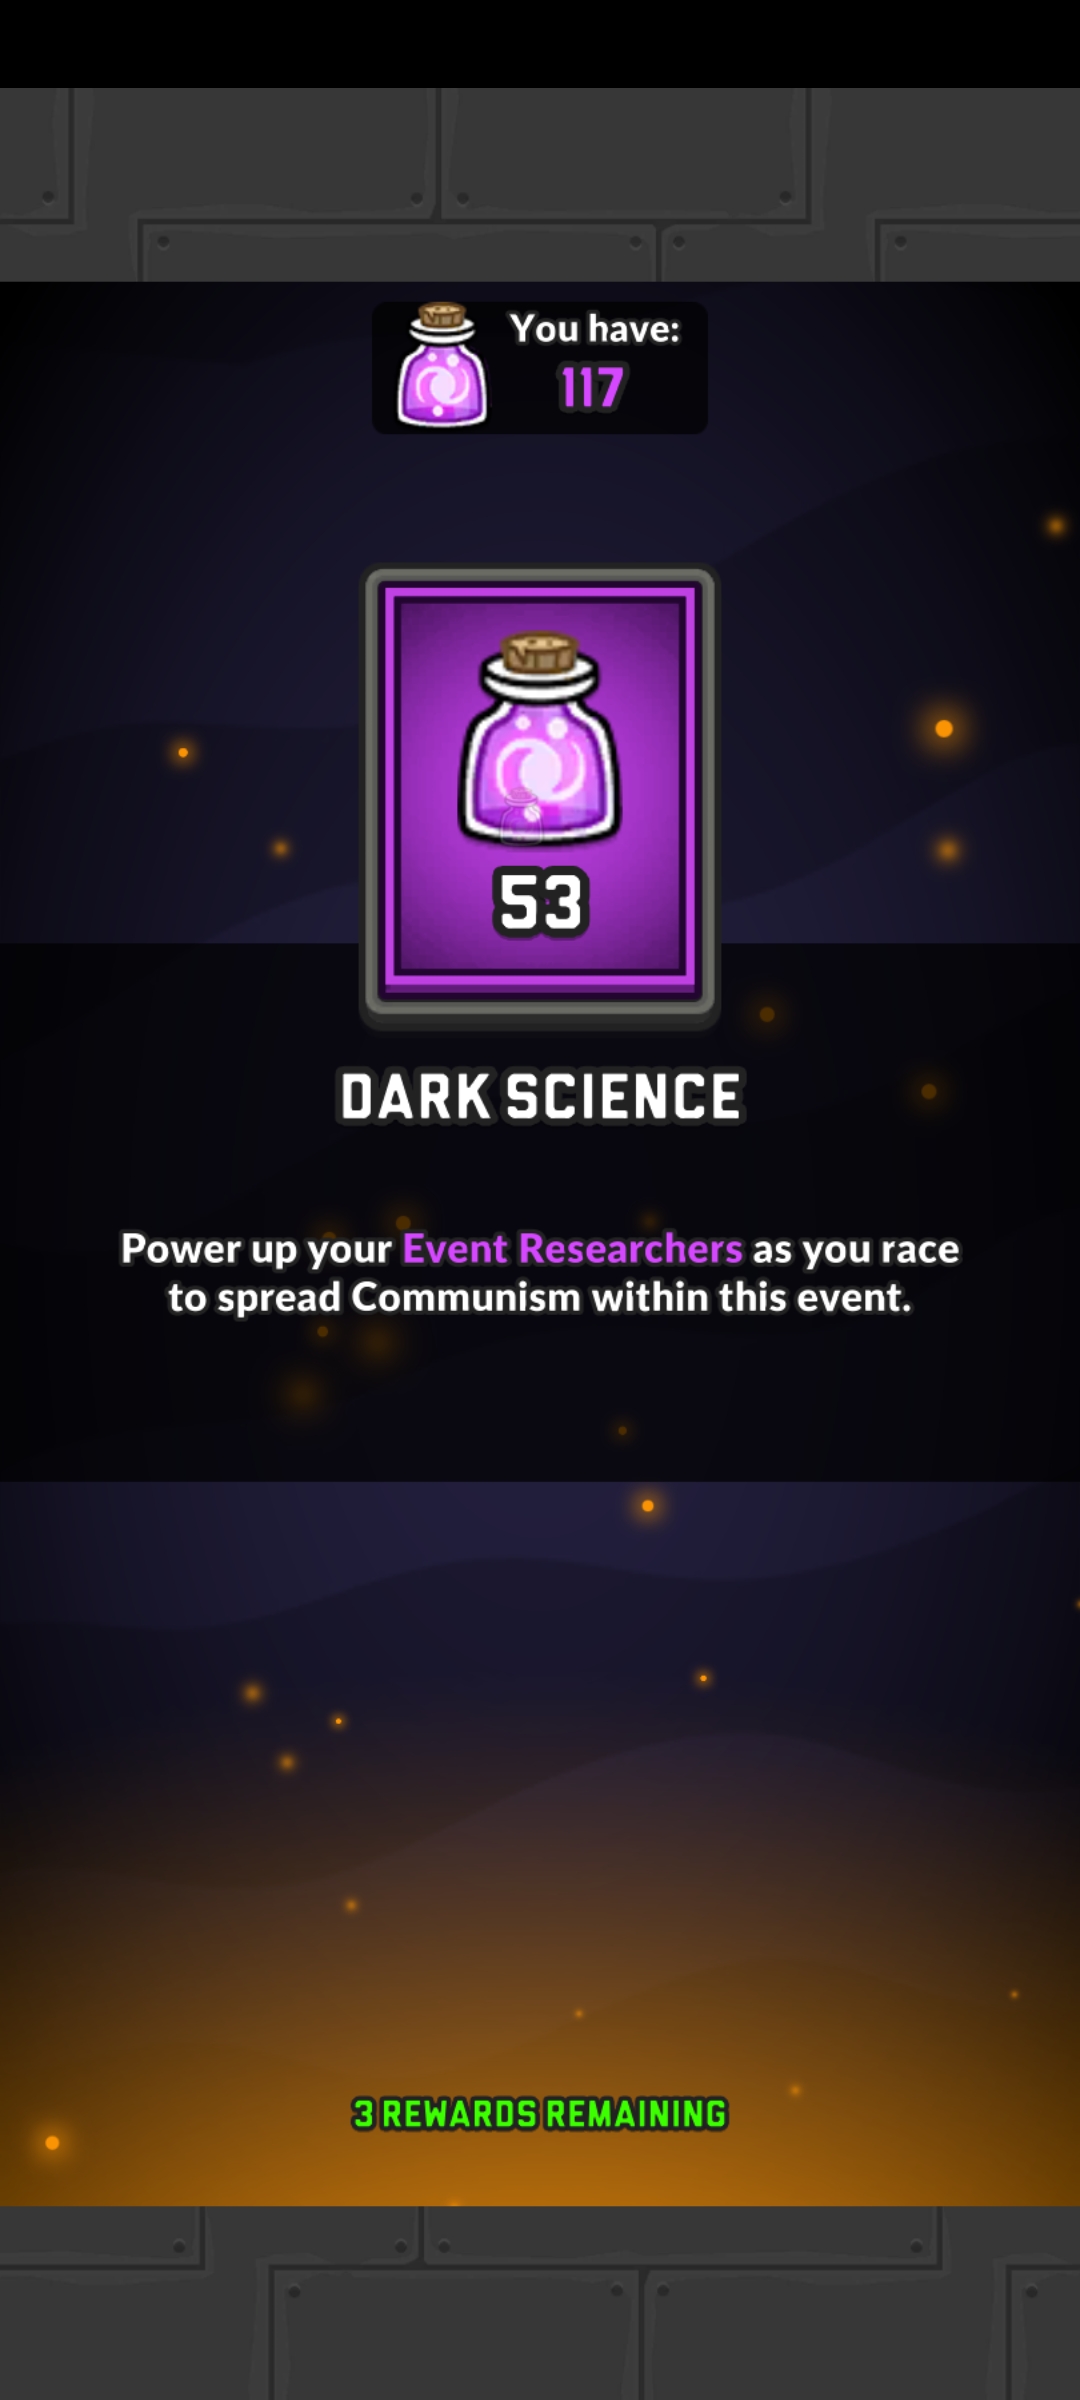 You have:
117
53
DARK SCIENCE
Power up your Event Researchers as you race
to spread Communism within this event.
3 REWARDS REMAINING